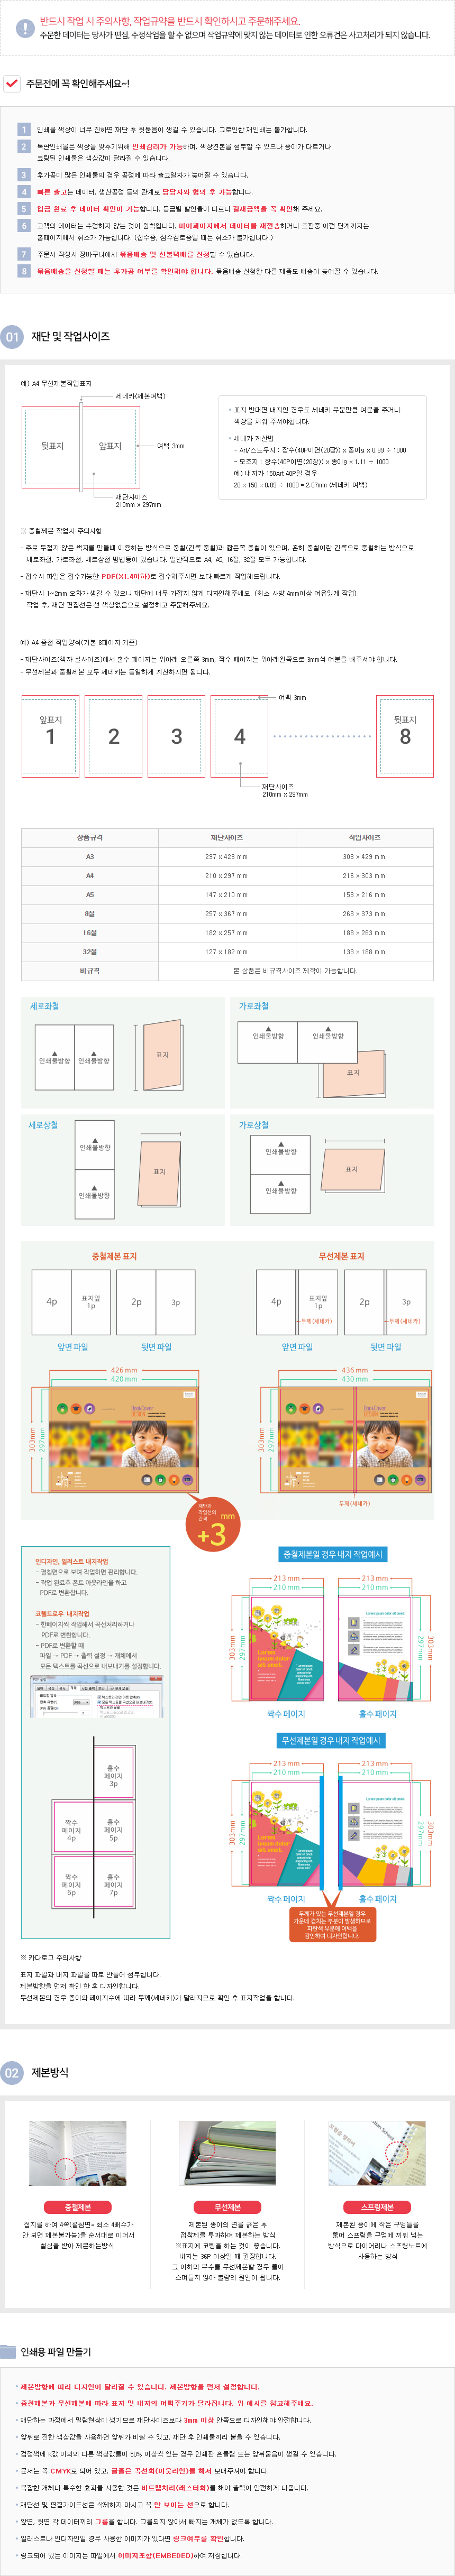 반드시 작업 시 주의사항, 작업규약을 반드시 확인하시고 주문해주세요.
주문한 데이터는 당사가 편집, 수정작업을 할 수 없으며 작업규약에 맞지 않는 데이터로 인한 오류건은 사고처리가 되지 않습니다.
주문전에 꼭 확인해주세요~!
1 인쇄물 색상이 너무 진하면 재단 후 뒷묻음이 생길 수 있습니다. 그로인한 재인쇄는 불가합니다.
2 독판인쇄물은 색상을 맞추기위해 인쇄감리가 가능하며, 색상견본을 첨부할 수 있으나 종이가 다르거나
코팅된 인쇄물은 색상값이 달라질 수 있습니다.
3 후가공이 많은 인쇄물의 경우 공정에 따라 출고일자가 늦어질 수 있습니다.
4 빠른 출고는 데이터, 생산공정 등의 관계로 담당자와 협의 후 가능합니다.
5 입금 완료 후 데이터 확인이 가능합니다. 등급별 할인율이 다르니 결제금액을 꼭 확인해 주세요.
6 고객의 데이터는 수정하지 않는 것이 원칙입니다. 마이페이지에서 데이터를 재전송하거나 조판중 이전 단계까지는
홈페이지에서 취소가 가능합니다. (접수중, 접수검토중일 때는 취소가 불가합니다.)
7 주문서 작성시 장바구니에서 묶음배송 및 선불택배를 신청할 수 있습니다.
8 묶음배송을 신청할 때는 후가공 여부를 확인해야 합니다. 묶음배송 신청한 다른 제품도 배송이 늦어질 수 있습니다.
01 재단 및 작업사이즈
예) A4 무선제본작업표지
세네카(제본여백)
뒷표지
앞표지
여백 3mm
재단사이즈
210mm x 297mm
· 표지 반대면 내지인 경우도 세네카 부분만큼 여분을 주거나
색상을 채워 주셔야합니다.
· 세네카 계산법
- Art/스노우지 : 장수(40P이면(20장)) x 종이g x 0.89 ÷ 1000
- 모조지 : 장수(40P이면(20장)) x 종이g x 1.11 ÷ 1000
예) 내지가 150Art 40P일 경우
20 x 150 x 0.89 ÷ 1000 = 2.67mm (세네카 여백)
※ 중철제본 작업시 주의사항
- 주로 두껍지 않은 책자를 만들때 이용하는 방식으로 중철(긴쪽 중철)과 짧은쪽 중철이 있으며, 흔히 중철이란 긴쪽으로 중철하는 방식으로
세로좌철, 가로좌철, 세로상철 방법등이 있습니다. 일반적으로 A4, A5, 16절, 32절 모두 가능합니다.
- 접수시 파일은 접수가능한 PDF(X1.4이하)로 접수해주시면 보다 빠르게 작업해드립니다.
- 재단시 1~2mm 오차가 생길 수 있으니 재단에 너무 가깝지 않게 디자인해주세요. (최소 사방 4mm이상 여유있게 작업)
작업 후, 재단 편집선은 선 색상없음으로 설정하고 주문해주세요.
예) A4 중철 작업양식(기본 8페이지 기준)
- 재단사이즈(책자 실사이즈)에서 홀수 페이지는 위아래 오른쪽 3mm, 짝수 페이지는 위아래왼쪽으로 3mm씩 여분을 빼주셔야 합니다.
- 무선제본과 중철제본 모두 세네카는 동일하게 계산하시면 됩니다.
여백 3mm
앞표지
1
2
3
4
뒷표지
8
재단사이즈
210mm x 297mm
상품규격 재단사이즈 작업사이즈
A3 297 x 423 mm 303 x 429 mm
A4 210 x 297 mm 216 x 303 mm
A5 147 x 210 mm 153 x 216 mm
8절 257 x 367 mm 263 x 373 mm
16절 182 x 257 mm 188 x 263 mm
32절 127 x 182 mm 133 x 188 mm
비규격 본 상품은 비규격사이즈 제작이 가능합니다.
세로좌철
인쇄물방향 인쇄물방향 표지
가로좌철
인쇄물방향 인쇄물방향
표지
세로상철
인쇄물방향
인쇄물방향
표지
가로상철
인쇄물방향
인쇄물방향
표지
중철제본 표지
4p
표지앞
1p
2p
3p
앞면 파일 뒷면 파일
무선제본 표지
4p
표지앞
1p
2p
3p
두께(세네카) 두께(세네카)
앞면 파일 뒷면 파일
426 mm
420 mm
303mm
297mm
436 mm
430 mm
303mm
297mm
두께(세네카)
재단과
작업선의
간격
+3 mm
인디자인, 일러스트 내지작업
- 펼침면으로 보며 작업하면 편리합니다.
- 작업 완료후 폰트 아웃라인을 하고
PDF로 변환합니다.
코렐드로우 내지작업
- 한페이지씩 작업해서 곡선처리하거나
PDF로 변환합니다.
- PDF로 변환할 때
파일 → PDF → 출력 설정 → 개체에서
모든 텍스트를 곡선으로 내보내기를 설정합니다.
홀수
페이지
3p
짝수
페이지
4p
홀수
페이지
5p
짝수
페이지
6p
홀수
페이지
7p
중철제본일 경우 내지 작업예시
213 mm
210 mm
213 mm
210 mm
303mm
297mm
297mm
303mm
짝수 페이지 홀수 페이지
무선제본일 경우 내지 작업예시
213 mm
210 mm
213 mm
210 mm
303mm
297mm
297mm
303mm
짝수 페이지 홀수 페이지
두께가 있는 무선제본일 경우
가운데 겹치는 부분이 발생하므로
파란색 부분에 여백을
감안하여 디자인합니다.
※ 카다로그 주의사항
표지 파일과 내지 파일을 따로 만들어 첨부합니다.
제본방향을 먼저 확인 한 후 디자인합니다.
무선제본의 경우 종이와 페이지수에 따라 두께(세네카)가 달라지므로 확인 후 표지작업을 합니다.
02 제본방식
중철제본
접지를 하여 4쪽(펼침면= 최소 4배수가
안 되면 제본불가능)을 순서대로 이어서
철심을 박아 제본하는방식
무선제본
제본된 종이의 면을 긁은 후
접착제를 투과하여 제본하는 방식
※표지에 코팅을 하는 것이 좋습니다.
내지는 36P 이상일 때 권장합니다.
그 이하의 쪽수를 무선제본할 경우 풀이
스며들지 않아 불량의 원인이 됩니다.
스프링제본
제본된 종이에 작은 구멍들을
뚫어 스프링을 구멍에 끼워 넣는
방식으로 다이어리나 스프링노트에
사용하는 방식
인쇄용 파일 만들기
· 제본방향에 따라 디자인이 달라질 수 있습니다. 제본방향을 먼저 설정합니다.
· 중철제본과 무선제본에 따라 표지 및 내지의 여백주기가 달라집니다. 위 예시를 참고해주세요.
· 재단하는 과정에서 밀림현상이 생기므로 재단사이즈보다 3mm 이상 안쪽으로 디자인해야 안전합니다.
· 앞뒤로 진한 색상값을 사용하면 앞뒤가 비칠 수 있고, 재단 후 인쇄물끼리 붙을 수 있습니다.
· 검정색에 K값 이외의 다른 색상값들이 50% 이상씩 있는 경우 인쇄판 흔들림 또는 앞뒤묻음이 생길 수 있습니다.
· 문서는 꼭 CMYK로 되어 있고, 글꼴은 곡선화(아웃라인)를 해서 보내주셔야 합니다.
· 복잡한 개체나 특수한 효과를 사용한 것은 비트맵처리(래스터화)를 해야 출력이 안전하게 나옵니다.
· 재단선 및 편집가이드선은 삭제하지 마시고 꼭 안 보이는 선으로 합니다.
· 앞면, 뒷면 각 데이터끼리 그룹을 합니다. 그룹되지 않아서 빠지는 개체가 없도록 합니다.
· 일러스트나 인디자인일 경우 사용한 이미지가 있다면 링크여부를 확인합니다.
· 링크되어 있는 이미지는 파일에서 이미지포함(EMBEDED)하여 저장합니다.